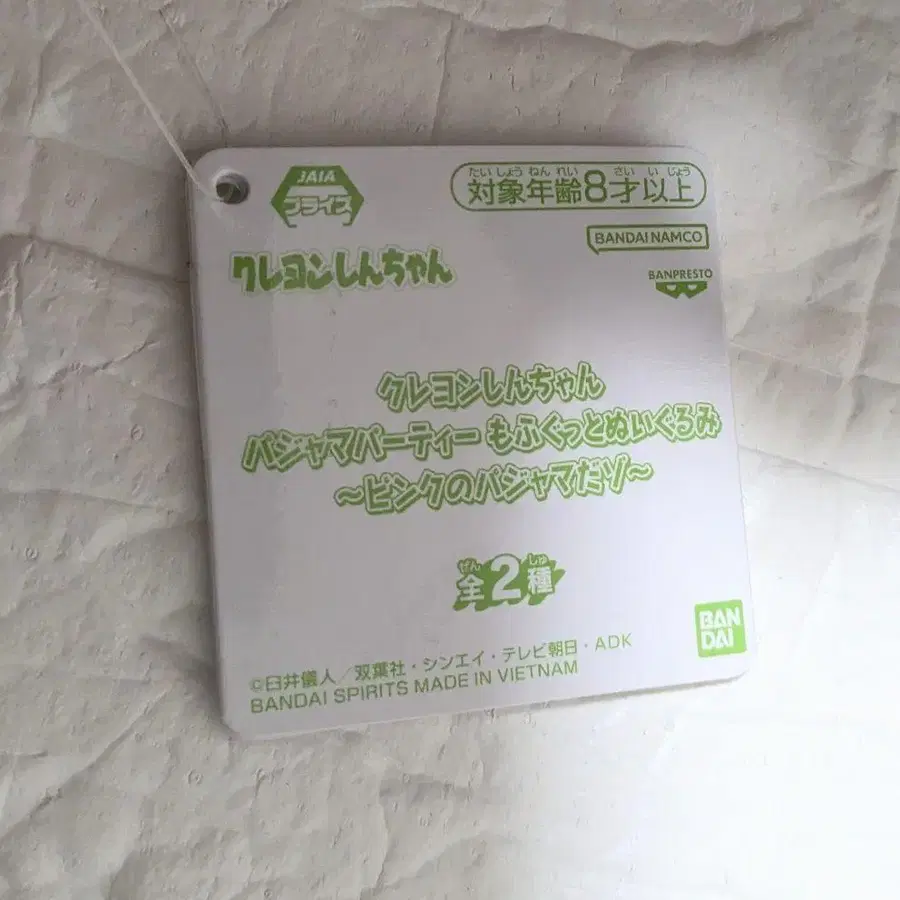 JAIA
プライズ
たいしょうねんれい さいいじょう
対象年齢8才以上
BANDAI NAMCO
クレヨンしんちゃん
BANPRESTO
クレヨンしんちゃん
パジャマパーティー もふぐっとぬいぐるみ
～ピンクのパジャマだゾ～
ぜん しゅ
全2種
BAN
DAI
©臼井儀人／双葉社・シンエイ・テレビ朝日・ADK
BANDAI SPIRITS MADE IN VIETNAM